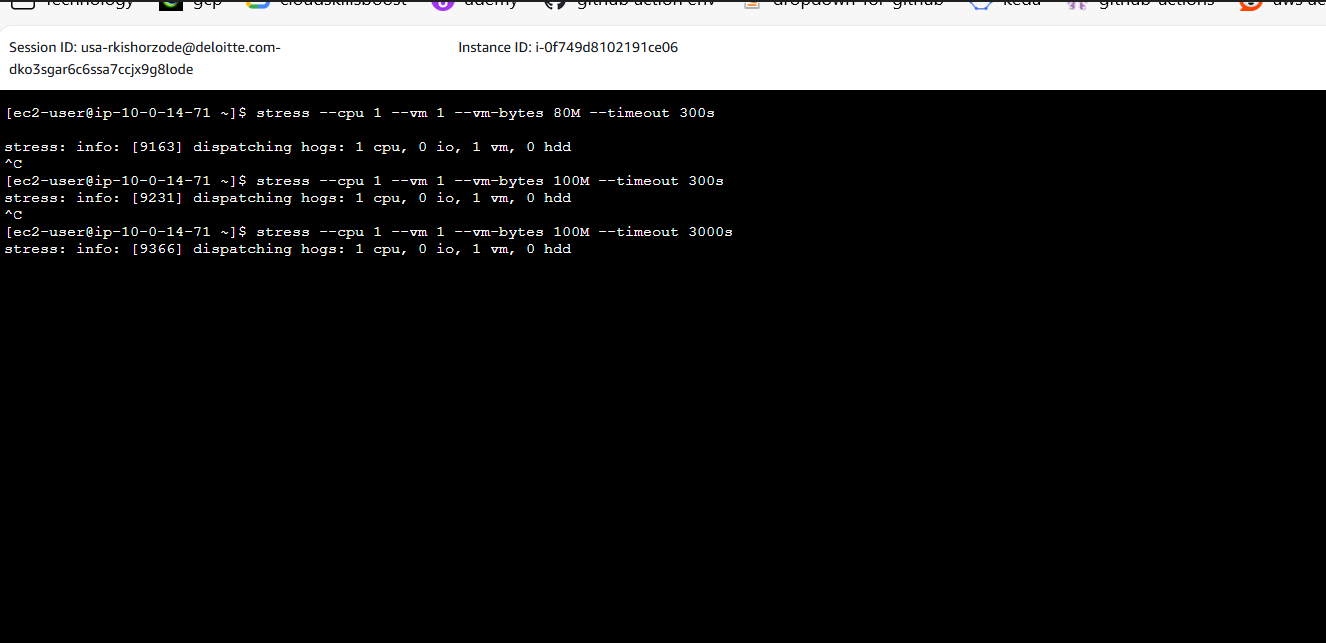 Technology gcp cloudskillsboost udemy github action env dropdown for github keda github-actions
Session ID: usa-rkishorzode@deloitte.com-
dko3sgar6c6ssa7ccjx9g8lode
Instance ID: i-0f749d8102191ce06
[ec2-user@ip-10-0-14-71 ~]$ stress --cpu 1 --vm 1 --vm-bytes 80M --timeout 300s
stress: info: [9163] dispatching hogs: 1 cpu, 0 io, 1 vm, 0 hdd
^C
[ec2-user@ip-10-0-14-71 ~]$ stress --cpu 1 --vm 1 --vm-bytes 100M --timeout 300s
stress: info: [9231] dispatching hogs: 1 cpu, 0 io, 1 vm, 0 hdd
^C
[ec2-user@ip-10-0-14-71 ~]$ stress --cpu 1 --vm 1 --vm-bytes 100M --timeout 3000s
stress: info: [9366] dispatching hogs: 1 cpu, 0 io, 1 vm, 0 hdd